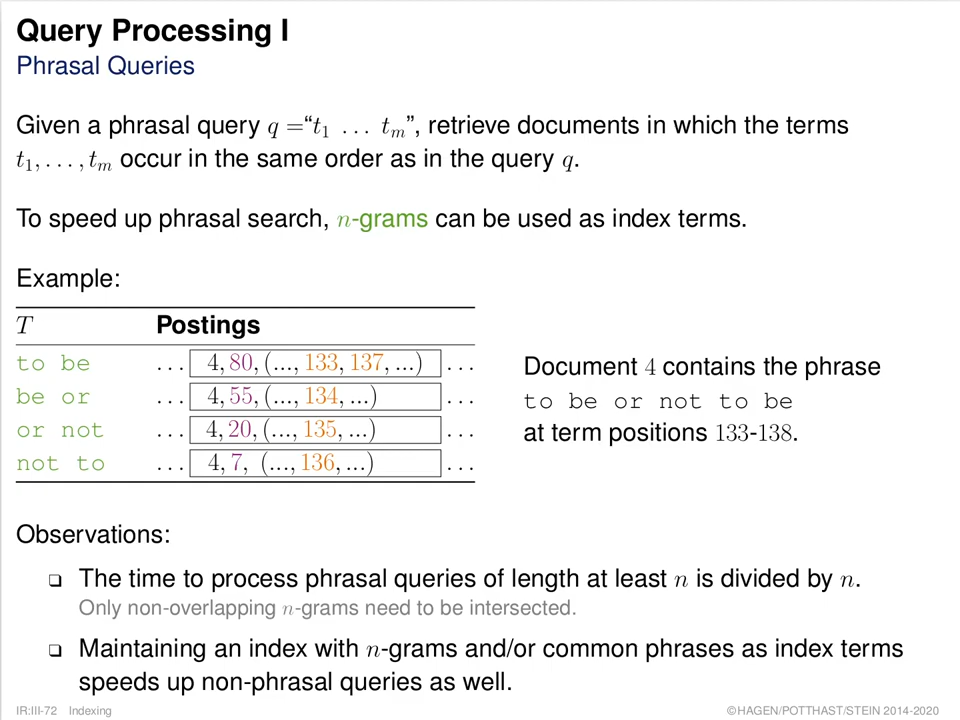 Query Processing I
Phrasal Queries
Given a phrasal query q =“t₁ … tₘ”, retrieve documents in which the terms
t₁, … , tₘ occur in the same order as in the query q.
To speed up phrasal search, n-grams can be used as index terms.
Example:
T Postings
to be … 4, 80, (..., 133, 137, ...) …
be or … 4, 55, (..., 134, ...) …
or not … 4, 20, (..., 135, ...) …
not to … 4, 7, (..., 136, ...) …
Document 4 contains the phrase
to be or not to be
at term positions 133-138.
Observations:
❑ The time to process phrasal queries of length at least n is divided by n.
Only non-overlapping n-grams need to be intersected.
❑ Maintaining an index with n-grams and/or common phrases as index terms
speeds up non-phrasal queries as well.
IR:III-72 Indexing ©HAGEN/POTTHAST/STEIN 2014-2020